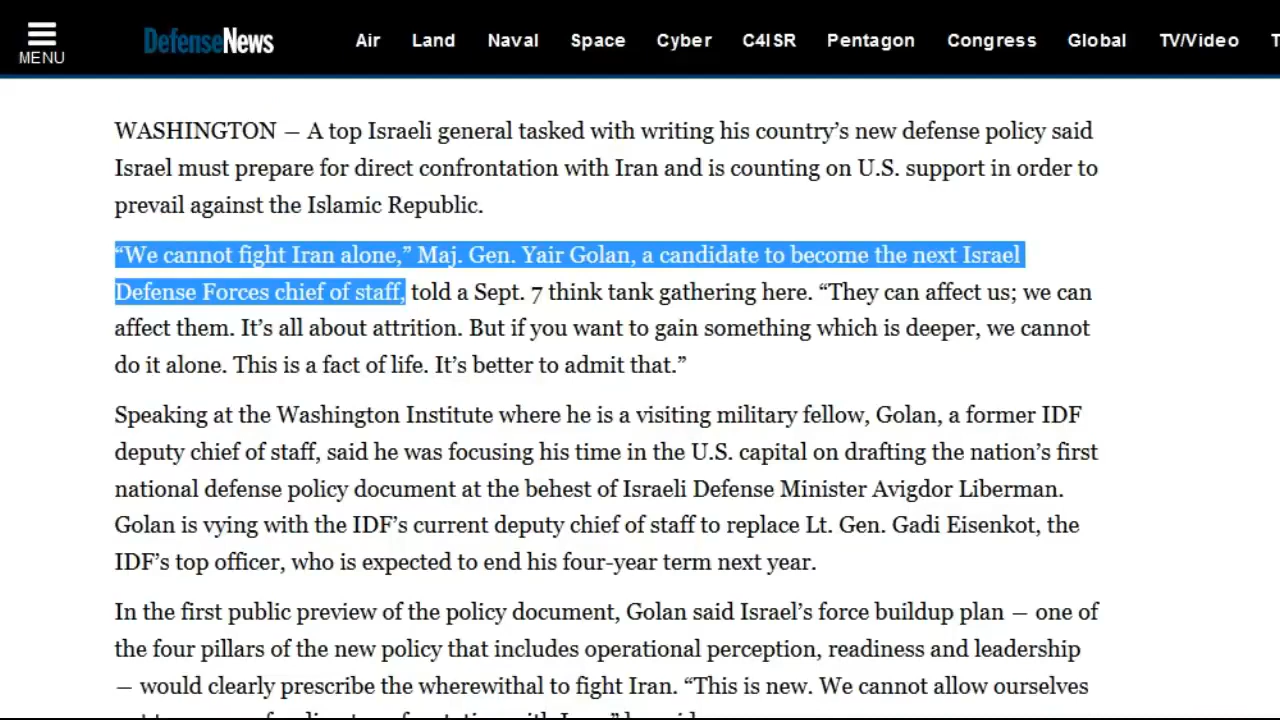 MENU
DefenseNews
Air Land Naval Space Cyber C4ISR Pentagon Congress Global TV/Video
WASHINGTON — A top Israeli general tasked with writing his country’s new defense policy said
Israel must prepare for direct confrontation with Iran and is counting on U.S. support in order to
prevail against the Islamic Republic.
“We cannot fight Iran alone,” Maj. Gen. Yair Golan, a candidate to become the next Israel
Defense Forces chief of staff, told a Sept. 7 think tank gathering here. “They can affect us; we can
affect them. It’s all about attrition. But if you want to gain something which is deeper, we cannot
do it alone. This is a fact of life. It’s better to admit that.”
Speaking at the Washington Institute where he is a visiting military fellow, Golan, a former IDF
deputy chief of staff, said he was focusing his time in the U.S. capital on drafting the nation’s first
national defense policy document at the behest of Israeli Defense Minister Avigdor Liberman.
Golan is vying with the IDF’s current deputy chief of staff to replace Lt. Gen. Gadi Eisenkot, the
IDF’s top officer, who is expected to end his four-year term next year.
In the first public preview of the policy document, Golan said Israel’s force buildup plan — one of
the four pillars of the new policy that includes operational perception, readiness and leadership
— would clearly prescribe the wherewithal to fight Iran. “This is new. We cannot allow ourselves